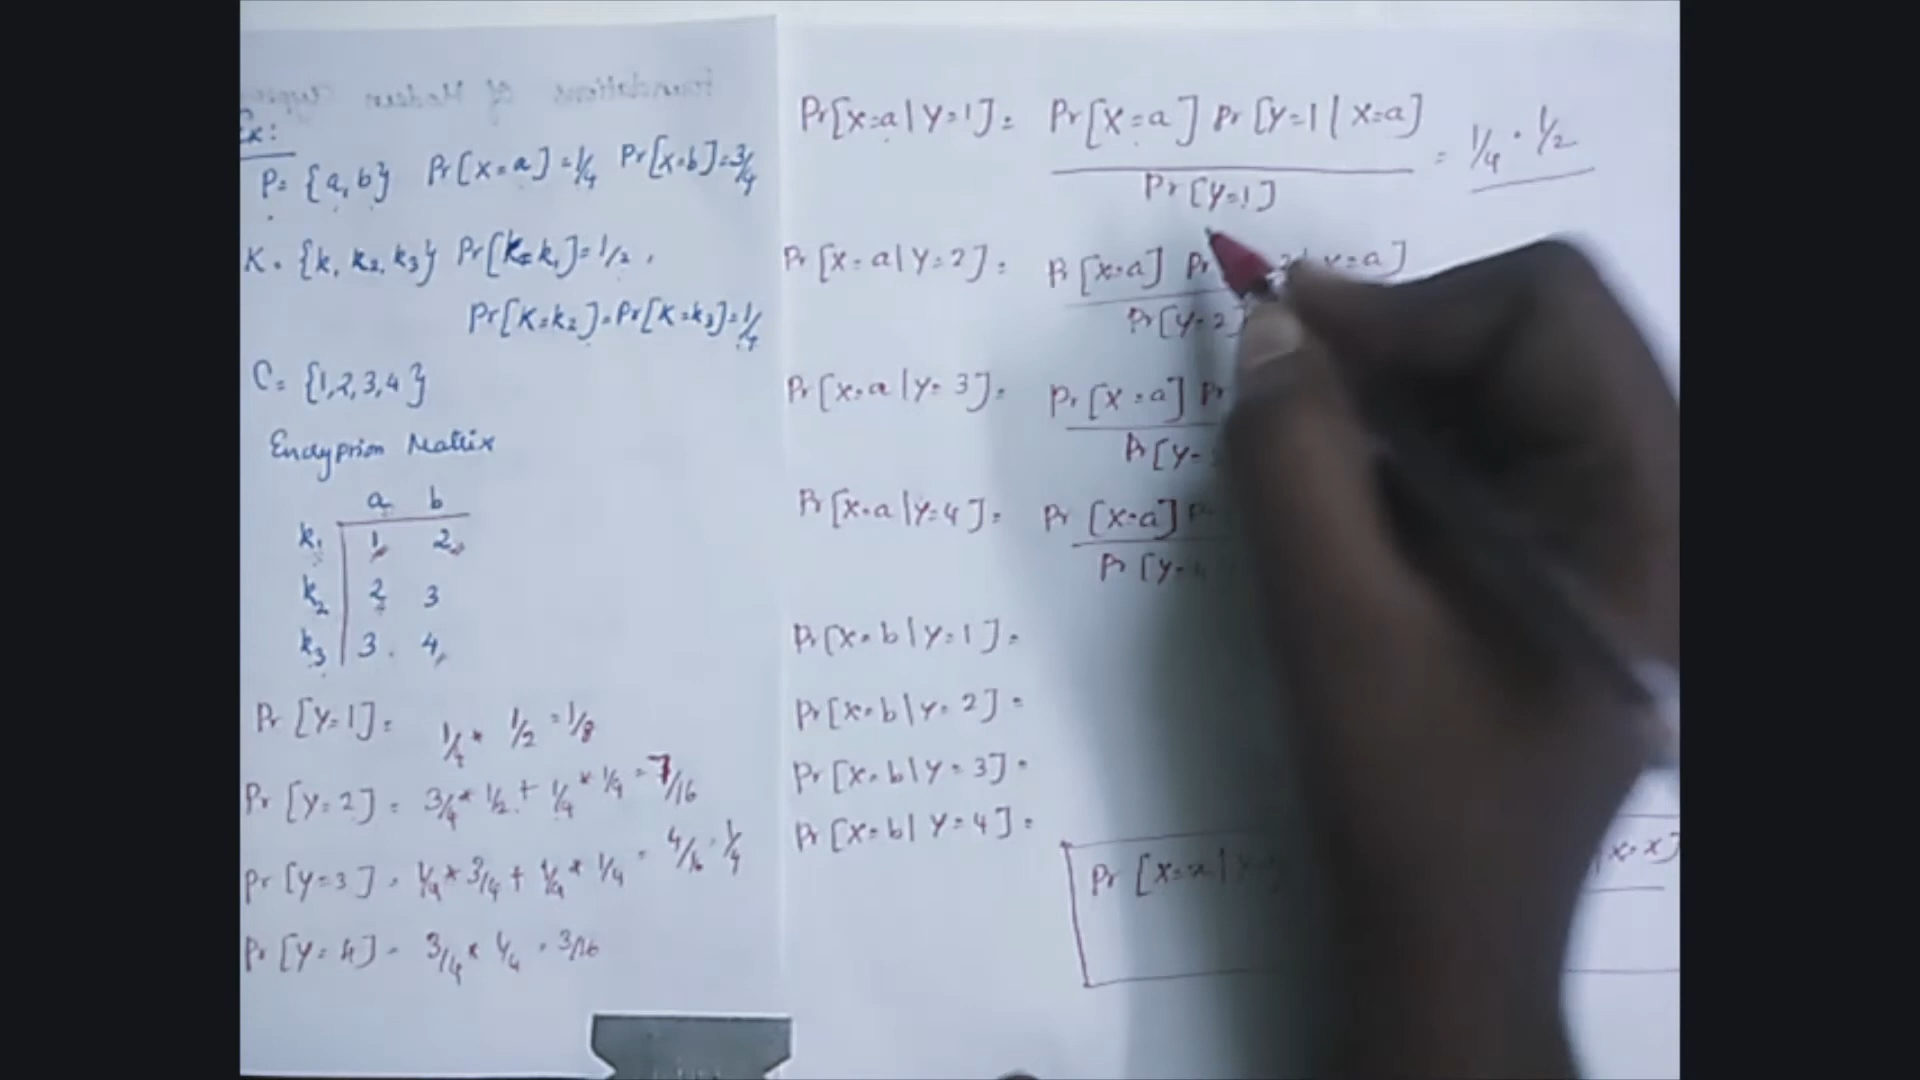 Ex:
P= {a, b} Pr[x=a]=1/4 Pr[x=b]=3/4
K= {k1 k2, k3} Pr[K=k1]=1/2,
Pr[K=k2]=Pr[K=k3]=1/4
C= {1,2,3,4}
Encyprion Matrix
a b
k1 1 2
k2 2 3
k3 3 4
Pr [y=1]= 1/4 * 1/2 = 1/8
Pr [y=2] = 3/4 * 1/2 + 1/4 * 1/4 = 7/16
Pr [y=3] = 1/4 * 3/4 + 1/4 * 1/4 = 4/16 = 1/4
Pr [y=4] = 3/4 * 1/4 = 3/16
Pr[x=a|y=1] = Pr[x=a] Pr[y=1|x=a] = 1/4 . 1/2
Pr[y=1]
Pr[x=a|y=2] = Pr[x=a] Pr x=a]
Pr[y=2]
Pr[x=a|y=3] = Pr[x=a] Pr
Pr[y=
Pr[x=a|y=4] = Pr [x=a]
Pr[y=
Pr[x=b|y=1] =
Pr[x=b|y=2] =
Pr[x=b|y=3] =
Pr[x=b|y=4] =
Pr [x=x| x=x]